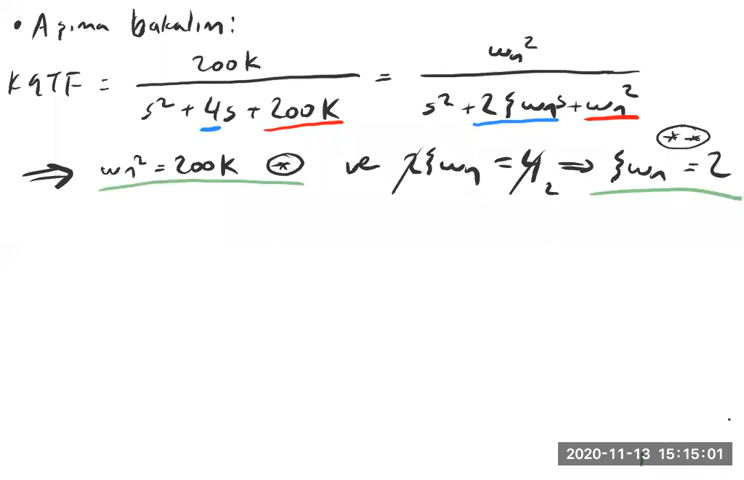 • Aşıma bakalım:
KÇTF = 200K / (s² + 4s + 200K) = ωn² / (s² + 2ξωns + ωn²)
⇒ ωn² = 200K (*) ve 2ξωn = 4 2 ⇒ ξωn = 2 (**)
2020-11-13 15:15:01